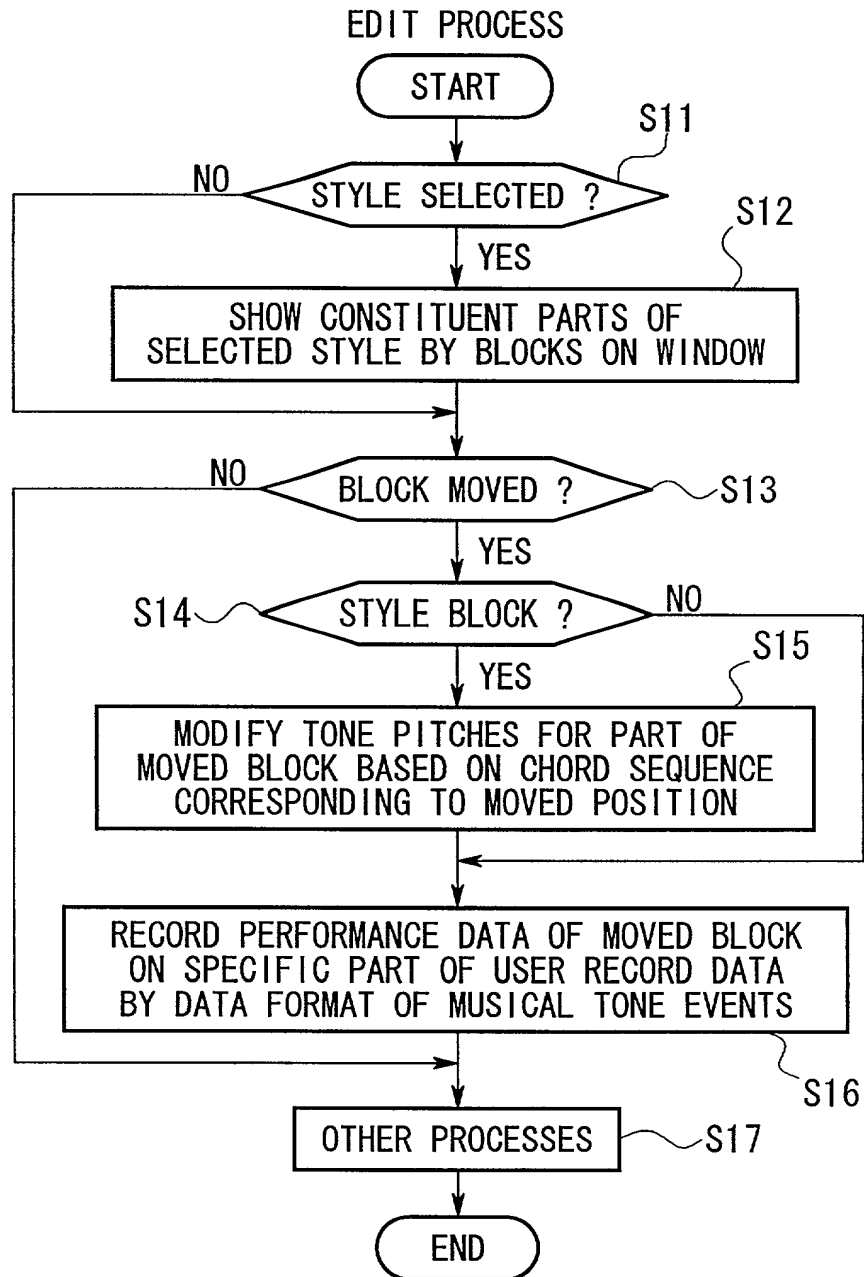 EDIT PROCESS
START
S11
NO
STYLE SELECTED ?
S12
YES
SHOW CONSTITUENT PARTS OF
SELECTED STYLE BY BLOCKS ON WINDOW
NO
BLOCK MOVED ?
S13
YES
S14
STYLE BLOCK ?
NO
S15
YES
MODIFY TONE PITCHES FOR PART OF
MOVED BLOCK BASED ON CHORD SEQUENCE
CORRESPONDING TO MOVED POSITION
RECORD PERFORMANCE DATA OF MOVED BLOCK
ON SPECIFIC PART OF USER RECORD DATA
BY DATA FORMAT OF MUSICAL TONE EVENTS
S16
OTHER PROCESSES
S17
END